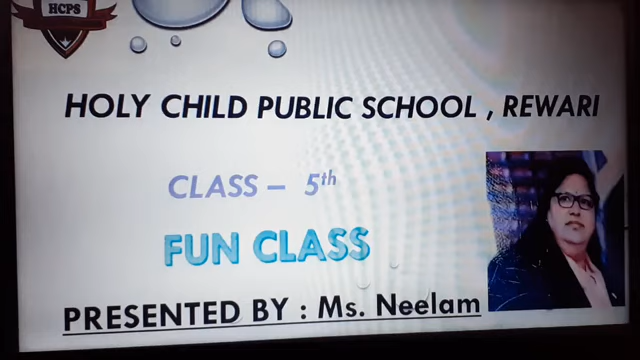 HCPS
HOLY CHILD PUBLIC SCHOOL , REWARI
CLASS – 5th
FUN CLASS
PRESENTED BY : Ms. Neelam